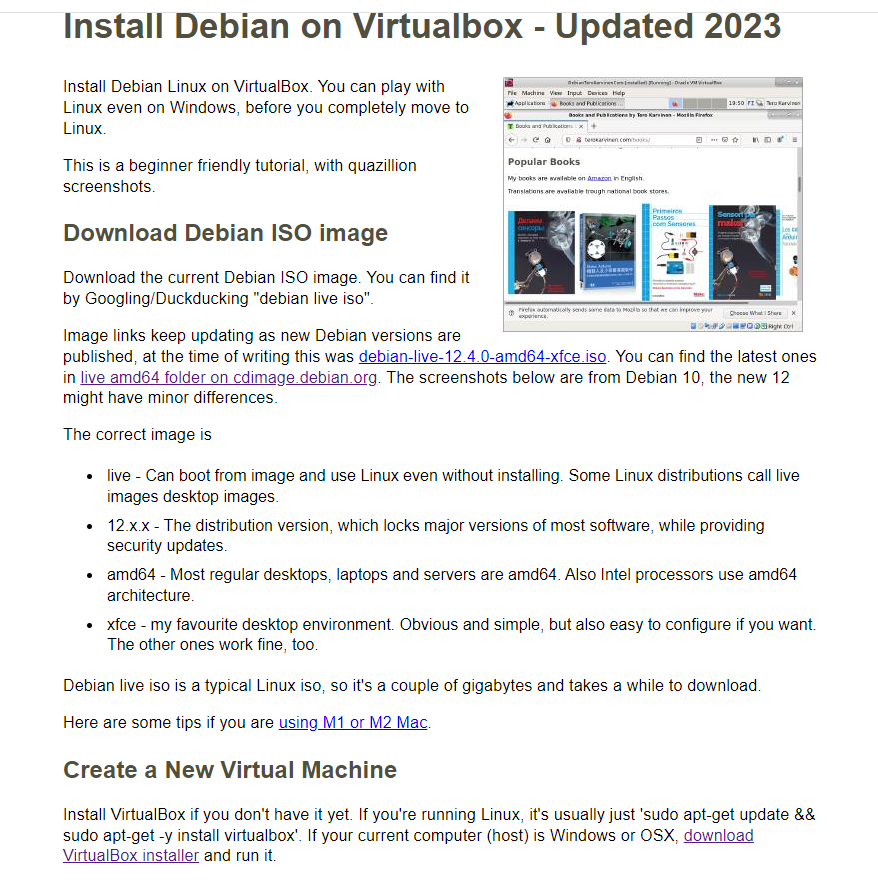 Install Debian on Virtualbox - Updated 2023
Install Debian Linux on VirtualBox. You can play with
Linux even on Windows, before you completely move to
Linux.
This is a beginner friendly tutorial, with quazillion
screenshots.
File Machine View Input Devices Help
Applications
Books and Publications ...
19:50 FI
Tero Karvinen
Books and Publications by Tero Karvinen - Mozilla Firefox
Books and Publications
terokarvinen.com/books/
Popular Books
My books are available on Amazon in English.
Translations are available trough national book stores.
Primeiros
Passos
com Sensores
Firefox automatically sends some data to Mozilla so that we can improve your
experience.
Choose What I Share
Right Ctrl
Download Debian ISO image
Download the current Debian ISO image. You can find it
by Googling/Duckducking "debian live iso".
Image links keep updating as new Debian versions are
published, at the time of writing this was debian-live-12.4.0-amd64-xfce.iso. You can find the latest ones
in live amd64 folder on cdimage.debian.org. The screenshots below are from Debian 10, the new 12
might have minor differences.
The correct image is
• live - Can boot from image and use Linux even without installing. Some Linux distributions call live
images desktop images.
• 12.x.x - The distribution version, which locks major versions of most software, while providing
security updates.
• amd64 - Most regular desktops, laptops and servers are amd64. Also Intel processors use amd64
architecture.
• xfce - my favourite desktop environment. Obvious and simple, but also easy to configure if you want.
The other ones work fine, too.
Debian live iso is a typical Linux iso, so it's a couple of gigabytes and takes a while to download.
Here are some tips if you are using M1 or M2 Mac.
Create a New Virtual Machine
Install VirtualBox if you don't have it yet. If you're running Linux, it's usually just 'sudo apt-get update &&
sudo apt-get -y install virtualbox'. If your current computer (host) is Windows or OSX, download
VirtualBox installer and run it.